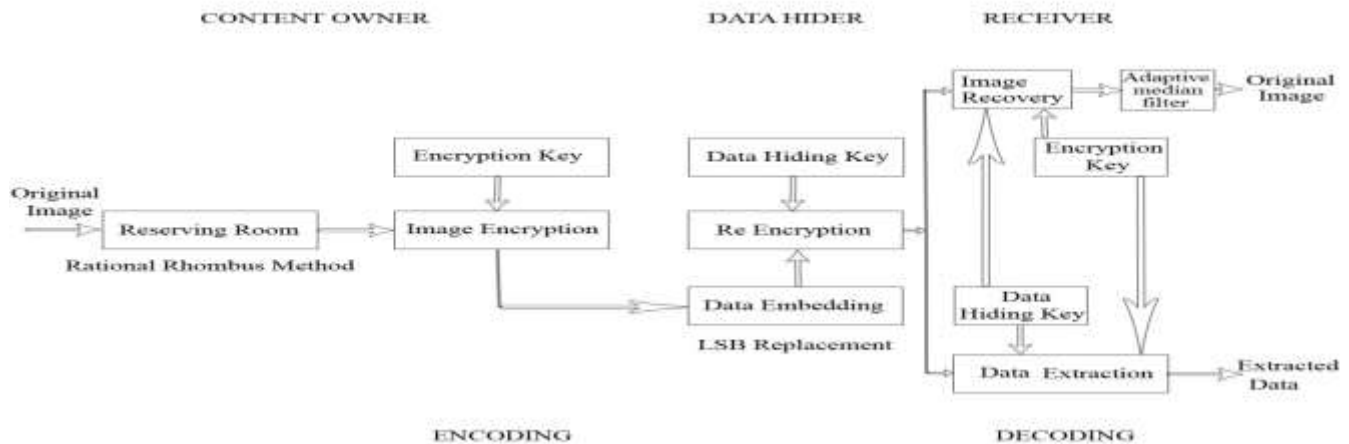 CONTENT OWNER
DATA HIDER
RECEIVER
Original
Image
Reserving Room
Rational Rhombus Method
Encryption Key
Image Encryption
Data Hiding Key
Re Encryption
Data Embedding
LSB Replacement
Image
Recovery
Adaptive
median
filter
Original
Image
Encryption
Key
Data
Hiding Key
Data Extraction
Extracted
Data
ENCODING
DECODING